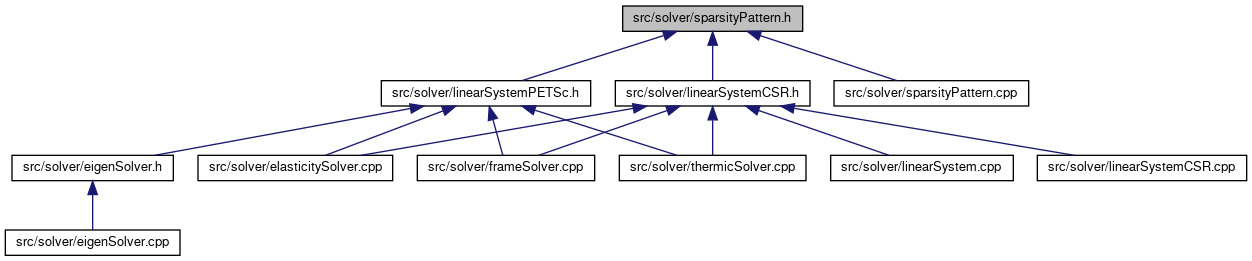 src/solver/sparsityPattern.h
src/solver/linearSystemPETSc.h
src/solver/linearSystemCSR.h
src/solver/sparsityPattern.cpp
src/solver/eigenSolver.h
src/solver/elasticitySolver.cpp
src/solver/frameSolver.cpp
src/solver/thermicSolver.cpp
src/solver/linearSystem.cpp
src/solver/linearSystemCSR.cpp
src/solver/eigenSolver.cpp